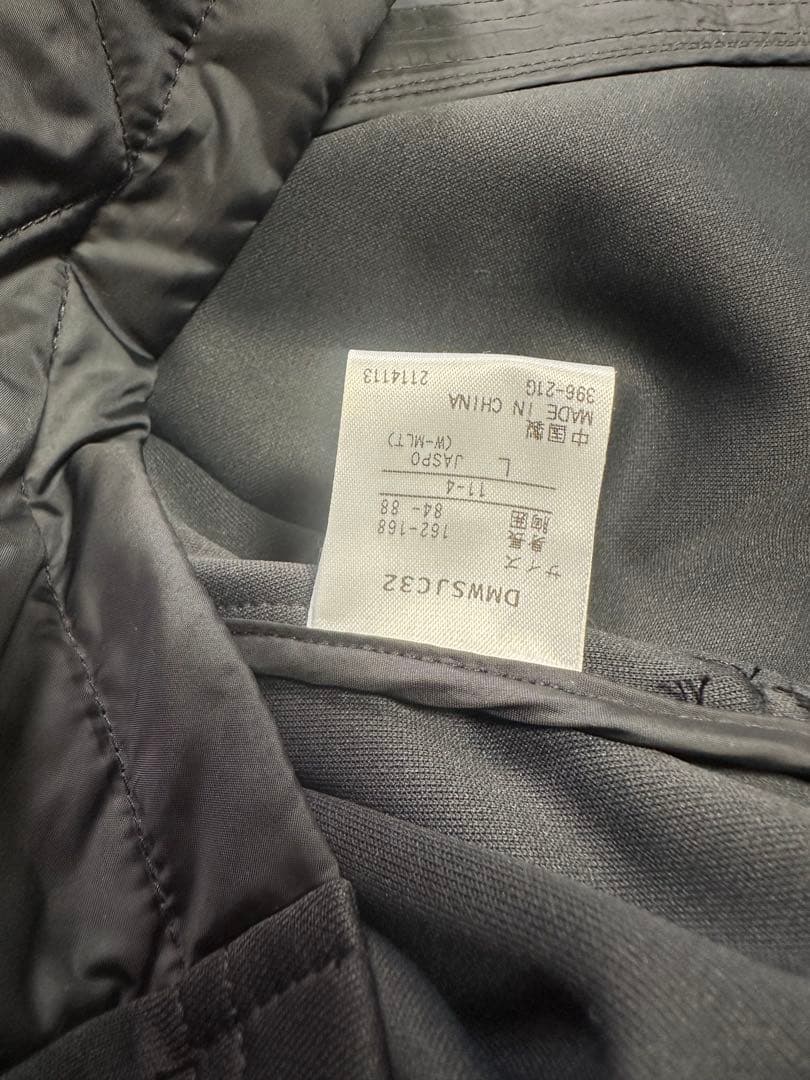 DMWSJC32
サイズ
身長 162-168
胸囲 84- 88
11-4
L JASPO
(W-MLT)
中国製
MADE IN CHINA
396-21G 2114113